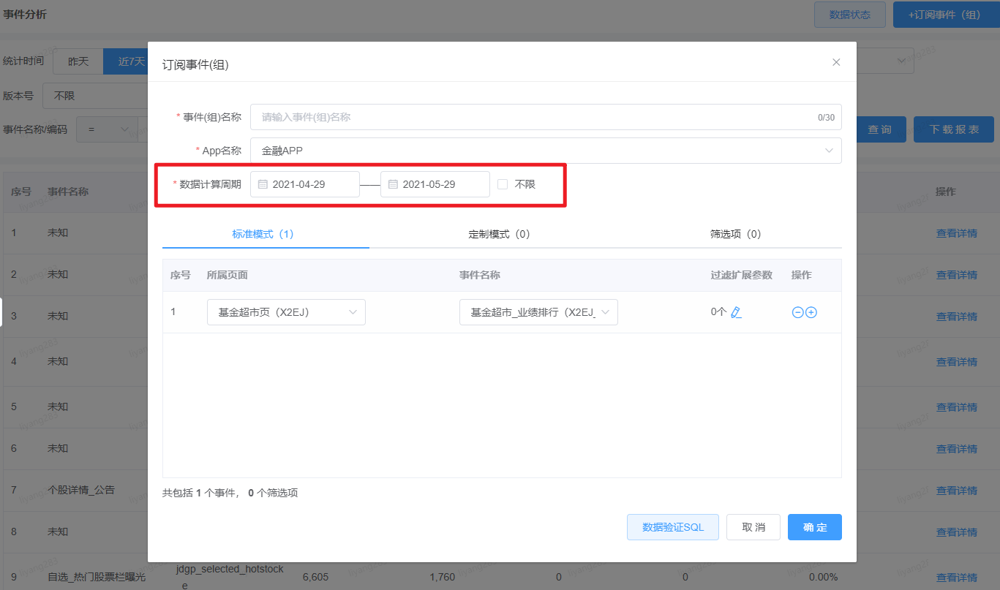 事件分析
数据状态
+订阅事件（组）
统计时间
昨天
近7天
版本号
不限
事件名称/编码
=
查 询
下 载 报 表
订阅事件(组)
* 事件(组)名称
请输入事件(组)名称
0/30
* App名称
金融APP
* 数据计算周期
2021-04-29
2021-05-29
不限
标准模式（1）
定制模式（0）
筛选项（0）
序号 所属页面 事件名称 过滤扩展参数 操作
1 基金超市页（X2EJ） 基金超市_业绩排行（X2EJ_ 0个
共包括 1 个事件， 0 个筛选项
数据验证SQL
取 消
确 定
序号 事件名称 操作
1 未知 查看详情
2 未知 查看详情
3 未知 查看详情
4 未知 查看详情
5 未知 查看详情
6 未知 查看详情
7 个股详情_公告 查看详情
8 未知 查看详情
9 自选_热门股票栏曝光 jdgp_selected_hotstock
e 6,605 1,760 0 0 0.00% 查看详情